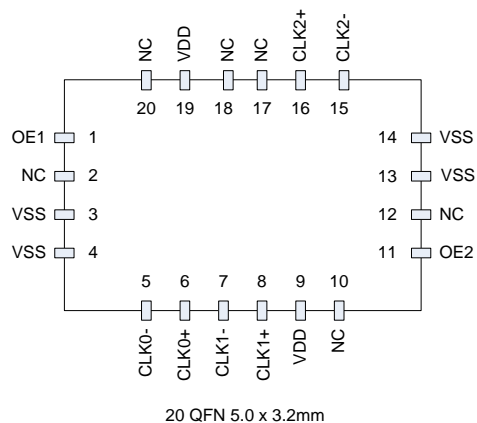 NC VDD NC NC CLK2+ CLK2-
20 19 18 17 16 15
OE1 1 14 VSS
NC 2 13 VSS
VSS 3 12 NC
VSS 4 11 OE2
5 6 7 8 9 10
CLK0- CLK0+ CLK1- CLK1+ VDD NC
20 QFN 5.0 x 3.2mm